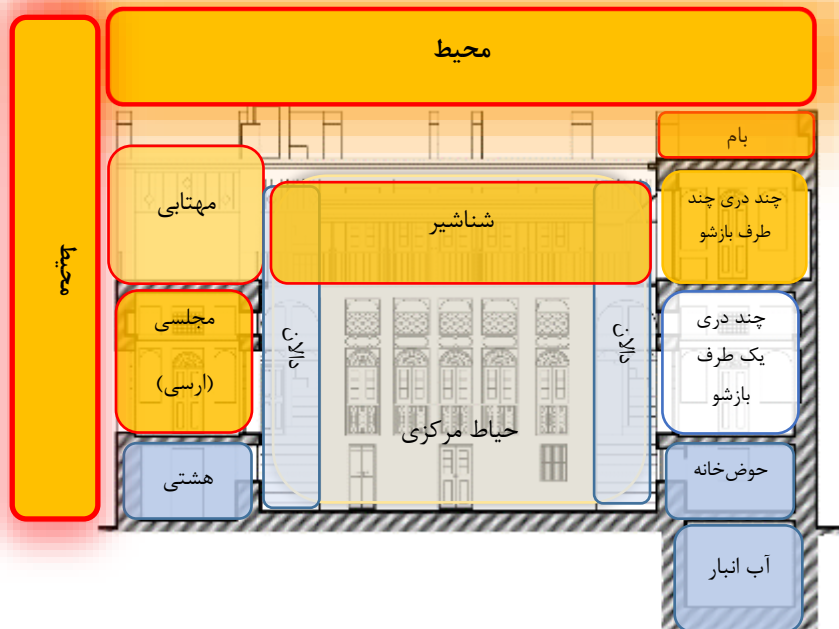 محیط
بام
چند دری چند
طرف بازشو
شناشیر
مهتابی
محیط
مجلسی
(ارسی)
دالان
دالان
چند دری
یک طرف
بازشو
حیاط مرکزی
حوض‌خانه
هشتی
آب انبار